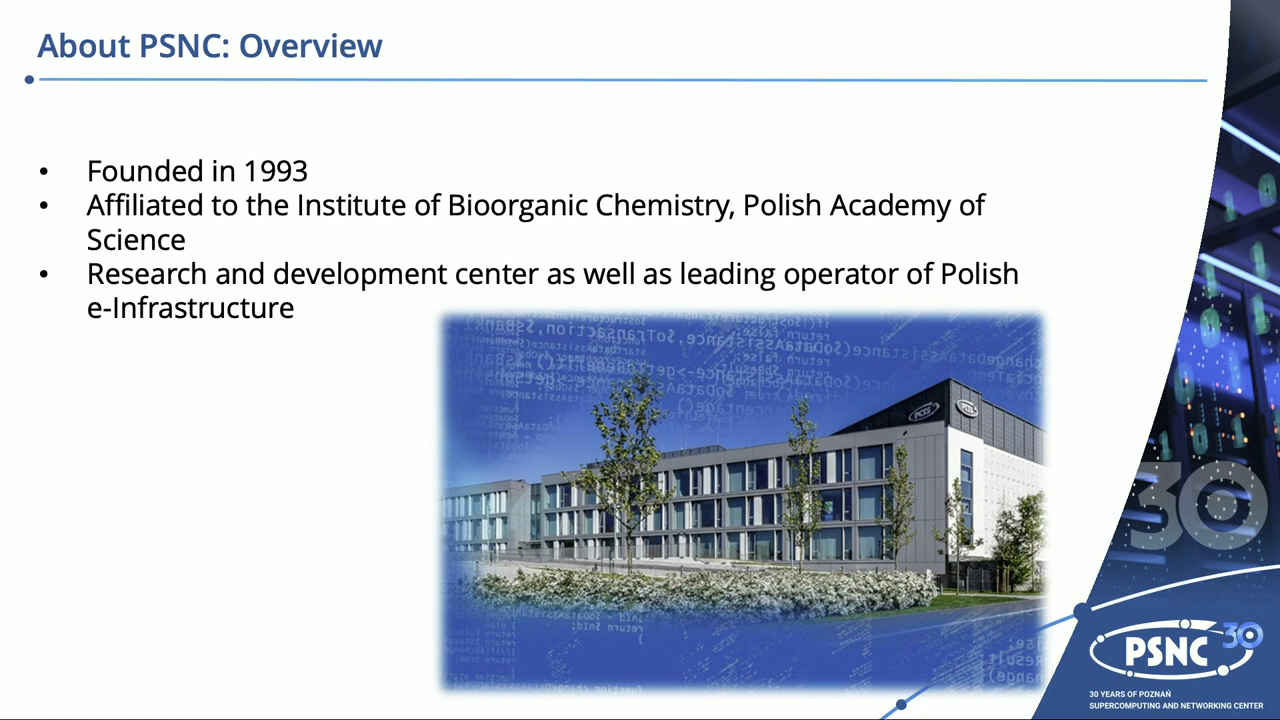 About PSNC: Overview
• Founded in 1993
• Affiliated to the Institute of Bioorganic Chemistry, Polish Academy of
Science
• Research and development center as well as leading operator of Polish
e-Infrastructure
30
PSNC 30
30 YEARS OF POZNAŃ
SUPERCOMPUTING AND NETWORKING CENTER